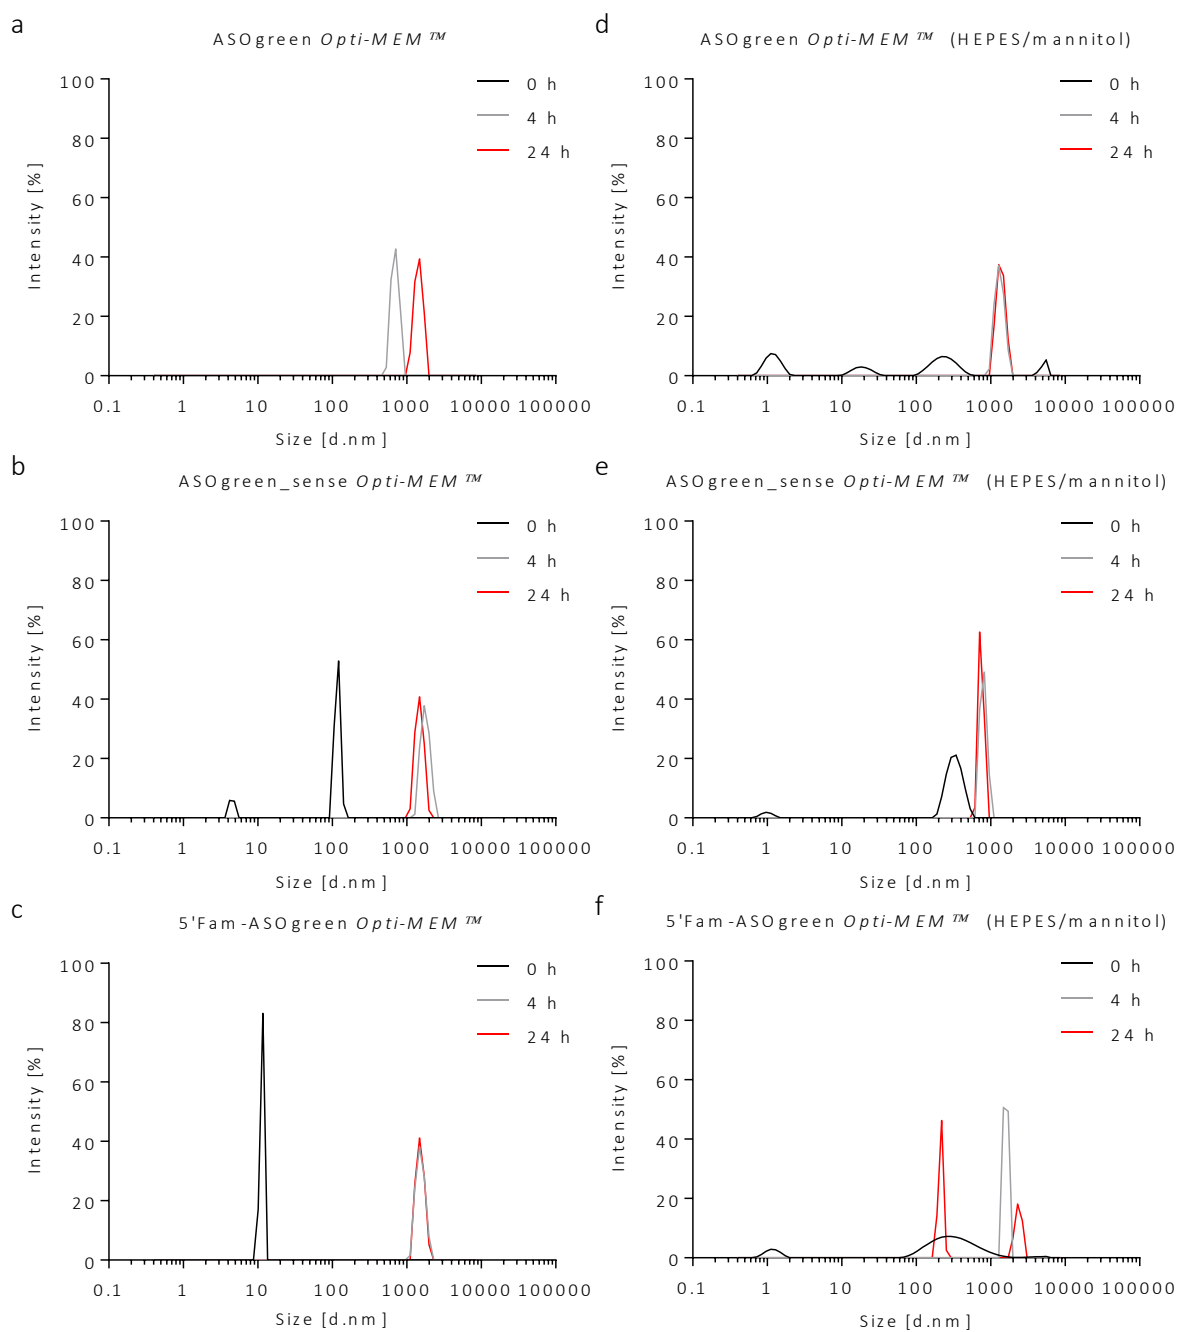 a
ASOgreen Opti-MEM™
0 h
4 h
24 h
100
80
60
40
20
0
Intensity [%]
0.1 1 10 100 1000 10000 100000
Size [d.nm]
b
ASOgreen_sense Opti-MEM™
0 h
4 h
24 h
100
80
60
40
20
0
Intensity [%]
0.1 1 10 100 1000 10000 100000
Size [d.nm]
c
5'Fam-ASOgreen Opti-MEM™
0 h
4 h
24 h
100
80
60
40
20
0
Intensity [%]
0.1 1 10 100 1000 10000 100000
Size [d.nm]
d
ASOgreen Opti-MEM™ (HEPES/mannitol)
0 h
4 h
24 h
100
80
60
40
20
0
Intensity [%]
0.1 1 10 100 1000 10000 100000
Size [d.nm]
e
ASOgreen_sense Opti-MEM™ (HEPES/mannitol)
0 h
4 h
24 h
100
80
60
40
20
0
Intensity [%]
0.1 1 10 100 1000 10000 100000
Size [d.nm]
f
5'Fam-ASOgreen Opti-MEM™ (HEPES/mannitol)
0 h
4 h
24 h
100
80
60
40
20
0
Intensity [%]
0.1 1 10 100 1000 10000 100000
Size [d.nm]